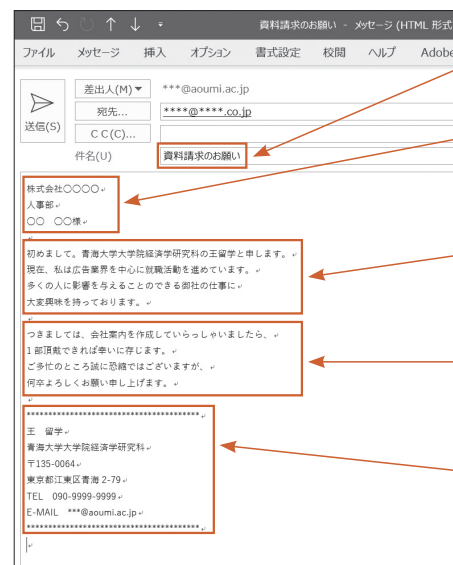 資料請求のお願い - メッセージ (HTML 形式
ファイル メッセージ 挿入 オプション 書式設定 校閲 ヘルプ Adobe
差出人(M) ***@aoumi.ac.jp
宛先... ****@****.co.jp
送信(S)
C C (C)...
件名(U) 資料請求のお願い
株式会社○○○○
人事部
○○ ○○様
初めまして。青海大学大学院経済学研究科の王留学と申します。
現在、私は広告業界を中心に就職活動を進めています。
多くの人に影響を与えることのできる御社の仕事に
大変興味を持っております。
つきましては、会社案内を作成していらっしゃいましたら、
1 部頂戴できれば幸いに存じます。
ご多忙のところ誠に恐縮ではございますが、
何卒よろしくお願い申し上げます。
****************************************
王 留学
青海大学大学院経済学研究科
〒135-0064
東京都江東区青海 2-79
TEL 090-9999-9999
E-MAIL ***@aoumi.ac.jp
****************************************